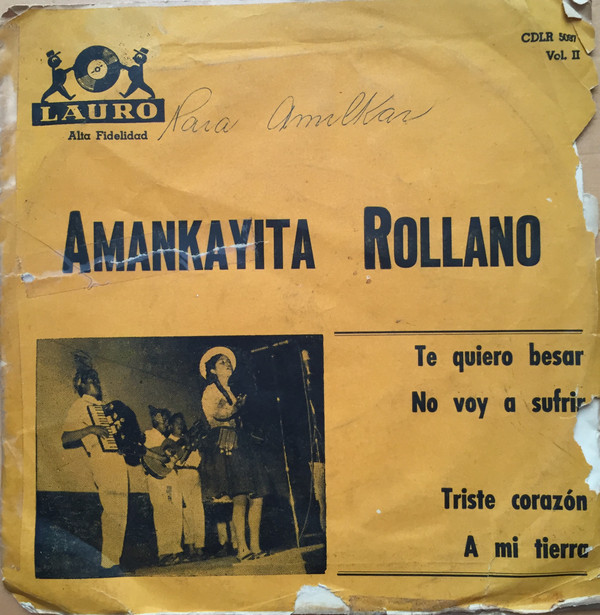 CDLR 5087
Vol. II
LAURO
Alta Fidelidad
Para Amilkar
AMANKAYITA ROLLANO
Te quiero besar
No voy a sufrir
Triste corazón
A mi tierra